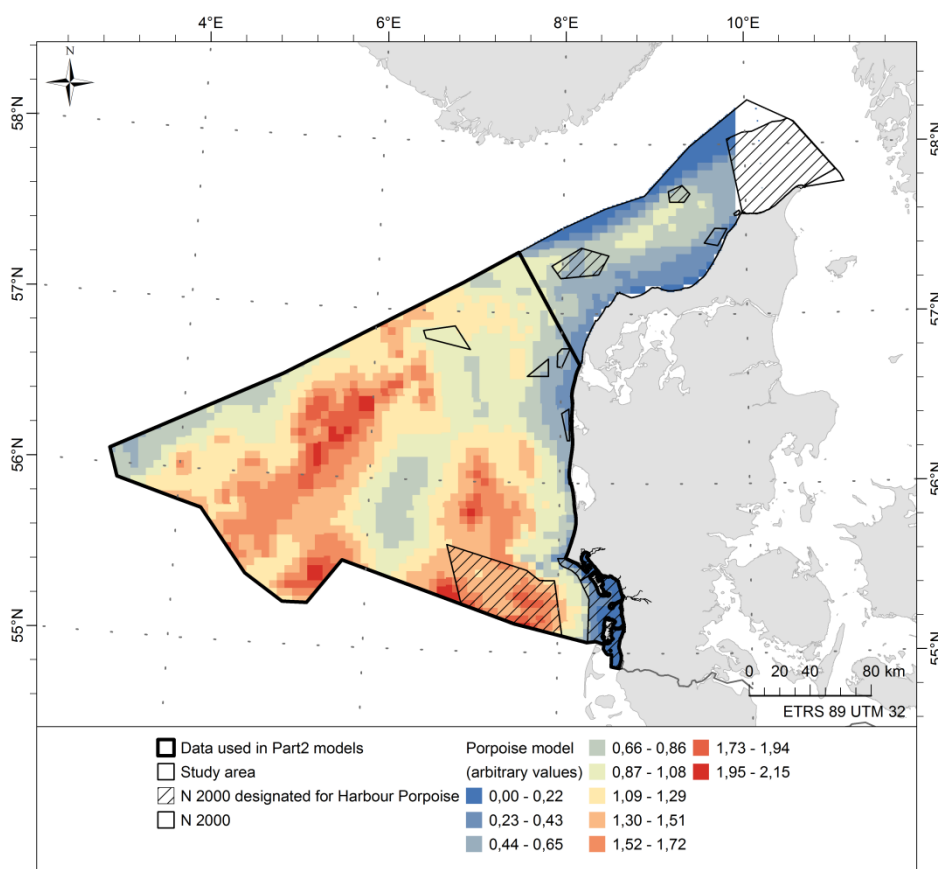 4°E 6°E 8°E 10°E
N
58°N 58°N
57°N 57°N
56°N 56°N
55°N 55°N
4°E 6°E 8°E 10°E
0 20 40 80 km
ETRS 89 UTM 32
Data used in Part2 models
Study area
N 2000 designated for Harbour Porpoise
N 2000
Porpoise model
(arbitrary values)
0,00 - 0,22
0,23 - 0,43
0,44 - 0,65
0,66 - 0,86
0,87 - 1,08
1,09 - 1,29
1,30 - 1,51
1,52 - 1,72
1,73 - 1,94
1,95 - 2,15